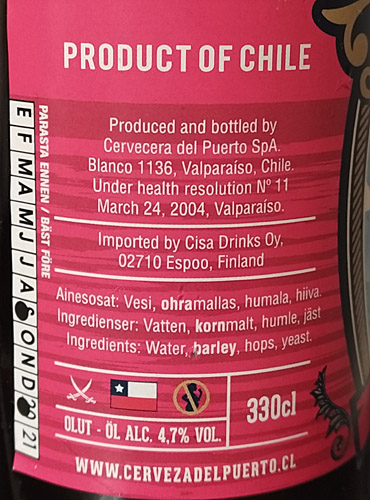 PRODUCT OF CHILE
Produced and bottled by
Cervecera del Puerto SpA.
Blanco 1136, Valparaíso, Chile.
Under health resolution Nº 11
March 24, 2004, Valparaíso.
Imported by Cisa Drinks Oy,
02710 Espoo, Finland
Ainesosat: Vesi, ohramallas, humala, hiiva.
Ingredienser: Vatten, kornmalt, humle, jäst
Ingredients: Water, barley, hops, yeast.
330cl
OLUT - ÖL ALC. 4,7% VOL.
WWW.CERVEZADELPUERTO.CL
PARASTA ENNEN / BÄST FÖRE
E F M A M J J A S O N D 20 21